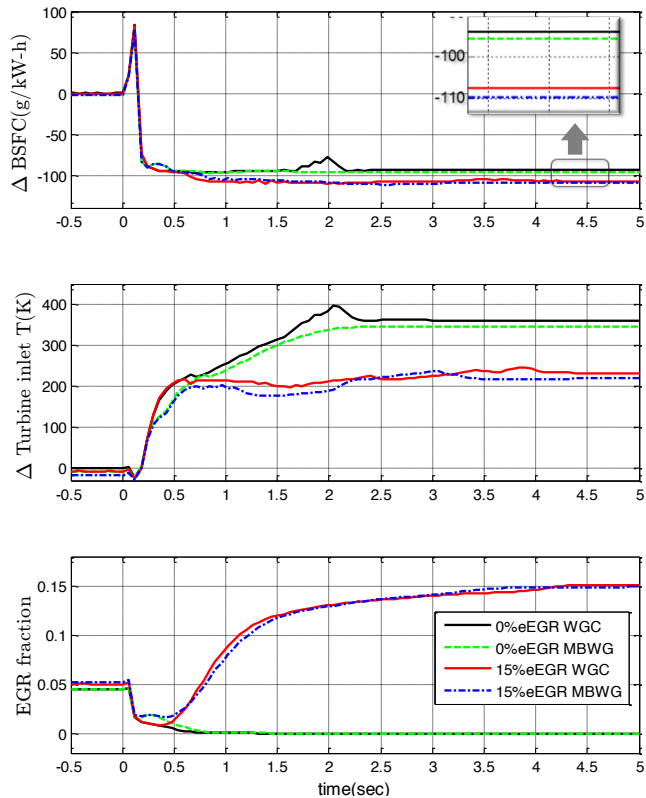 100
50
0
-50
-100
Δ BSFC(g/kW-h)
-100
-110
-0.5 0 0.5 1 1.5 2 2.5 3 3.5 4 4.5 5
400
300
200
100
0
Δ Turbine inlet T(K)
-0.5 0 0.5 1 1.5 2 2.5 3 3.5 4 4.5 5
0.15
0.1
0.05
0
EGR fraction
0%eEGR WGC
0%eEGR MBWG
15%eEGR WGC
15%eEGR MBWG
-0.5 0 0.5 1 1.5 2 2.5 3 3.5 4 4.5 5
time(sec)